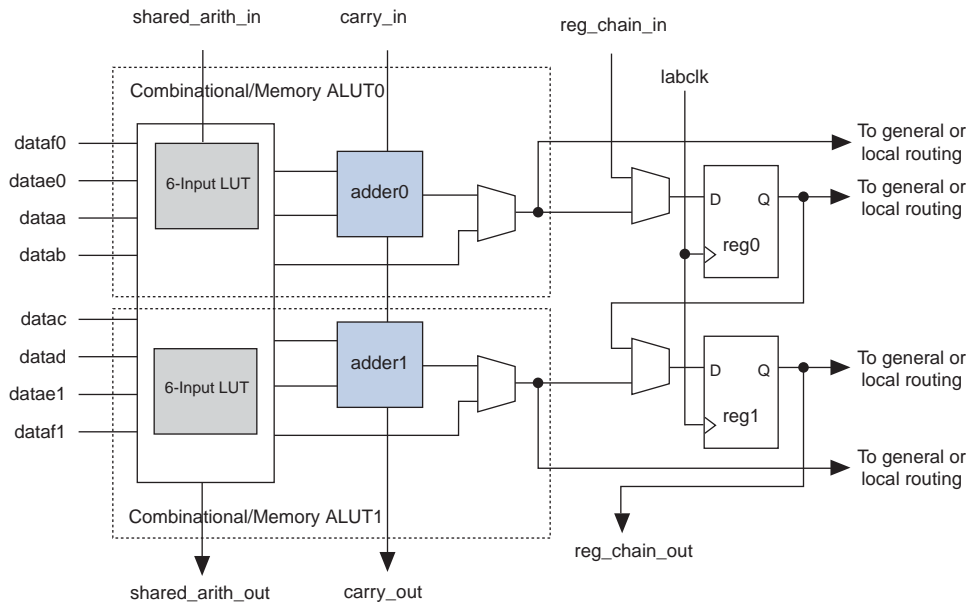 shared_arith_in
carry_in
reg_chain_in
labclk
Combinational/Memory ALUT0
dataf0
datae0
dataa
datab
6-Input LUT
adder0
D Q
reg0
To general or
local routing
To general or
local routing
datac
datad
datae1
dataf1
6-Input LUT
adder1
D Q
reg1
To general or
local routing
To general or
local routing
Combinational/Memory ALUT1
reg_chain_out
shared_arith_out
carry_out